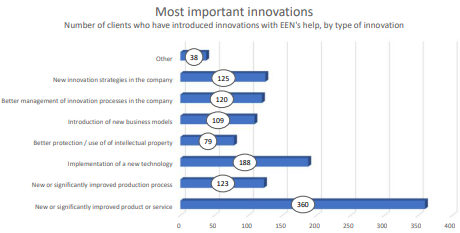 Most important innovations
Number of clients who have introduced innovations with EEN's help, by type of innovation
Other
38
New innovation strategies in the company
125
Better management of innovation processes in the company
120
Introduction of new business models
109
Better protection / use of of intellectual property
79
Implementation of a new technology
188
New or significantly improved production process
123
New or significantly improved product or service
360
0 50 100 150 200 250 300 350 400